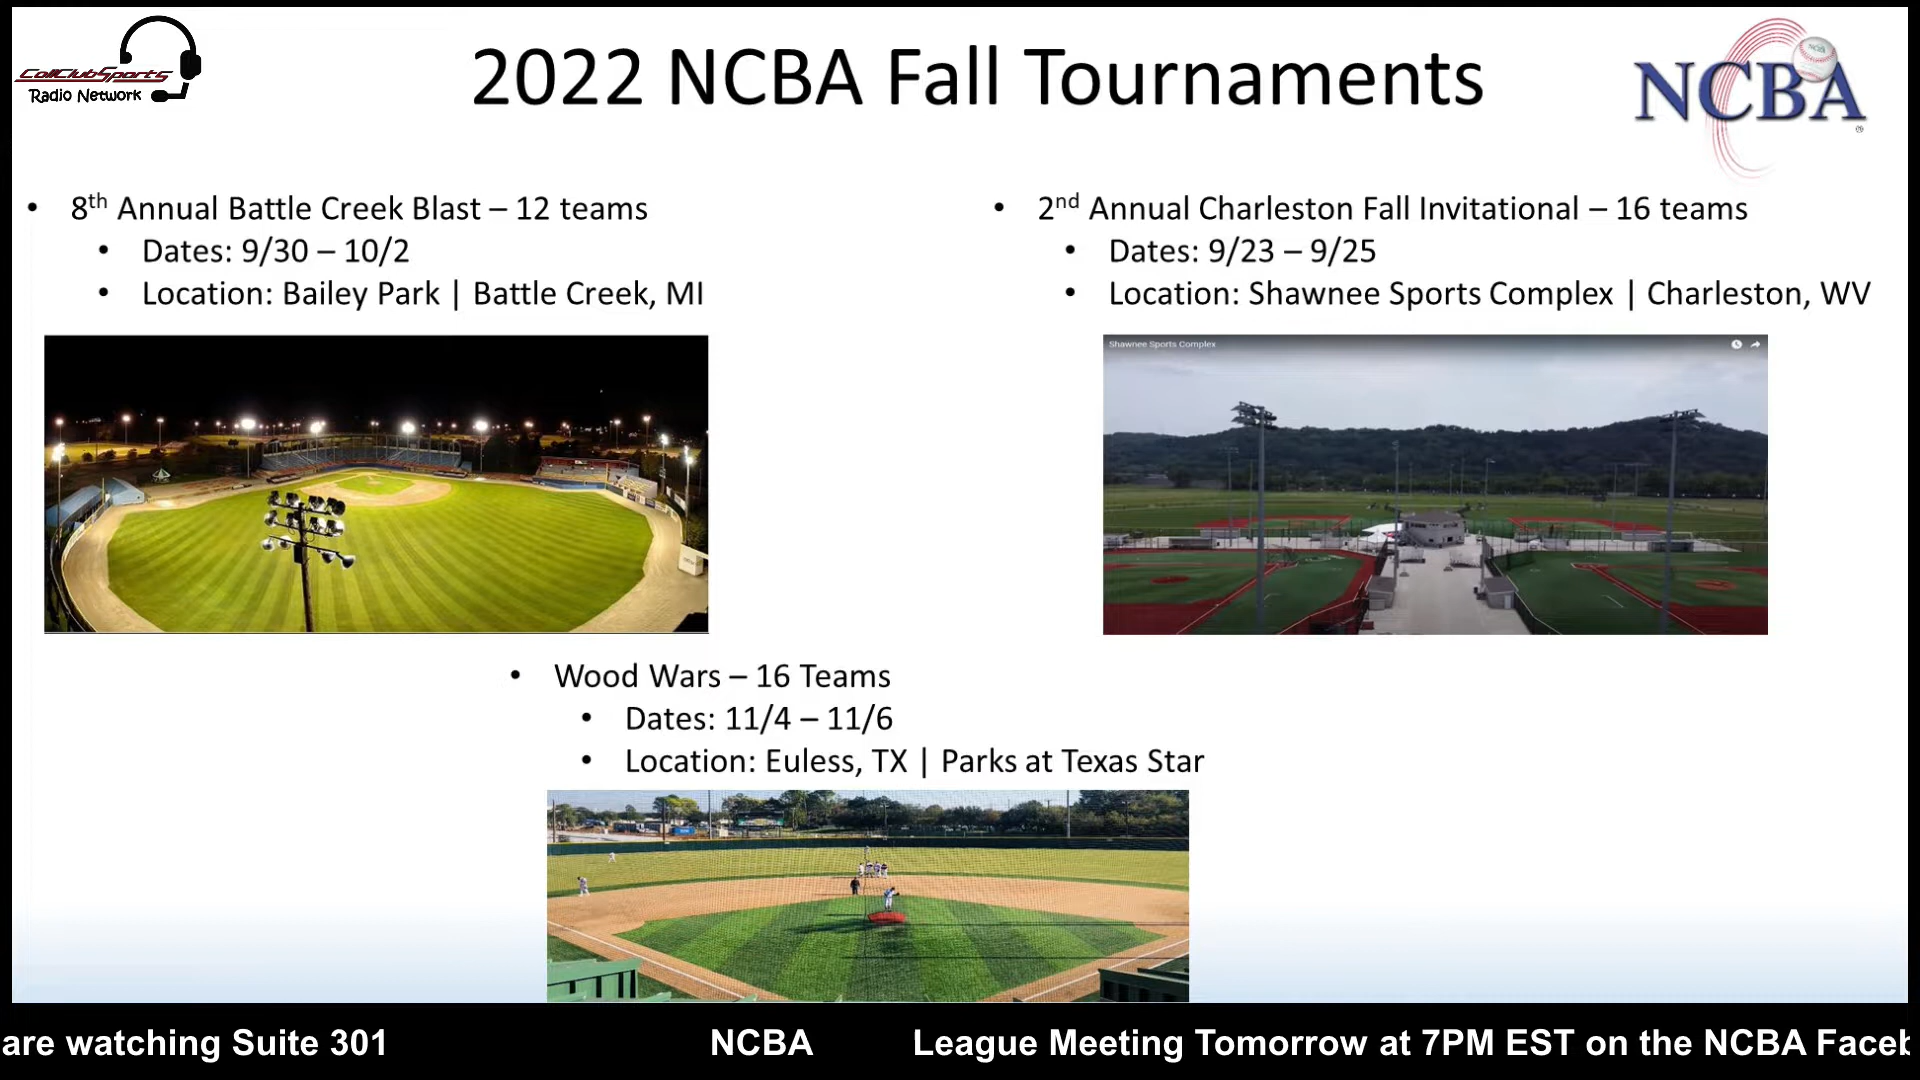 CollClubSports
Radio Network
2022 NCBA Fall Tournaments
NCBA
NCBA
®
• 8th Annual Battle Creek Blast – 12 teams
• Dates: 9/30 – 10/2
• Location: Bailey Park | Battle Creek, MI
• 2nd Annual Charleston Fall Invitational – 16 teams
• Dates: 9/23 – 9/25
• Location: Shawnee Sports Complex | Charleston, WV
Shawnee Sports Complex
• Wood Wars – 16 Teams
• Dates: 11/4 – 11/6
• Location: Euless, TX | Parks at Texas Star
are watching Suite 301 NCBA League Meeting Tomorrow at 7PM EST on the NCBA Faceb